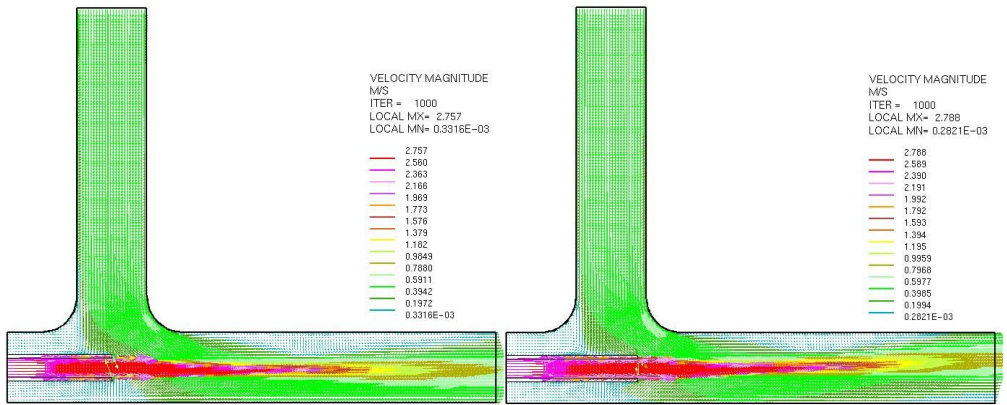 VELOCITY MAGNITUDE
M/S
ITER = 1000
LOCAL MX= 2.757
LOCAL MN= 0.3316E-03
2.757
2.560
2.363
2.166
1.969
1.773
1.576
1.379
1.182
0.9849
0.7880
0.5911
0.3942
0.1972
0.3316E-03
VELOCITY MAGNITUDE
M/S
ITER = 1000
LOCAL MX= 2.788
LOCAL MN= 0.2821E-03
2.788
2.589
2.390
2.191
1.992
1.792
1.593
1.394
1.195
0.9959
0.7968
0.5977
0.3985
0.1994
0.2821E-03